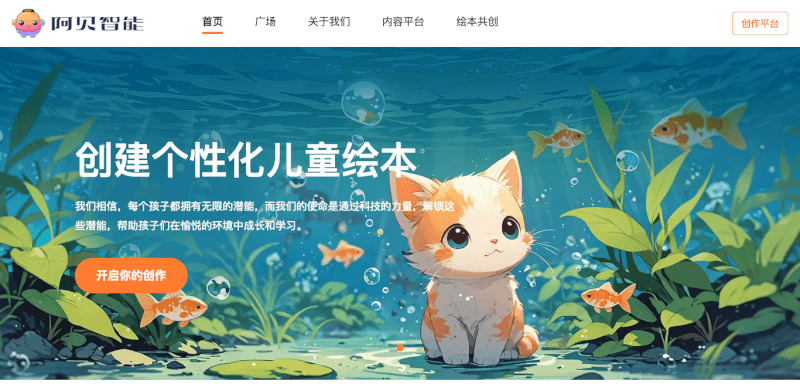 阿贝智能
首页
广场
关于我们
内容平台
绘本共创
创作平台
创建个性化儿童绘本
我们相信，每个孩子都拥有无限的潜能，而我们的使命是通过科技的力量，解锁这
些潜能，帮助孩子们在愉悦的环境中成长和学习。
开启你的创作